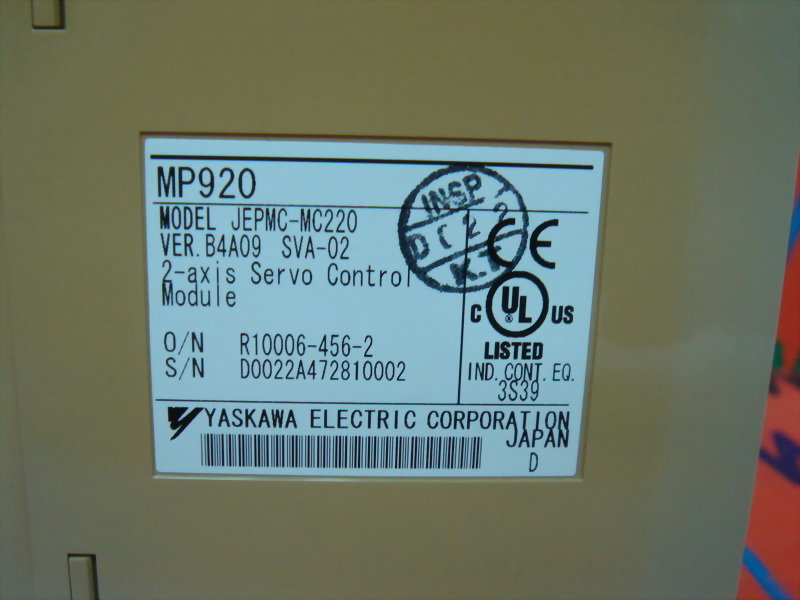 MP920
MODEL JEPMC-MC220
VER. B4A09 SVA-02
2-axis Servo Control
Module
O/N R10006-456-2
S/N D0022A472810002
INSP
K.T
CE
C UL US
®
LISTED
IND. CONT. EQ.
3S39
YASKAWA ELECTRIC CORPORATION
JAPAN
D